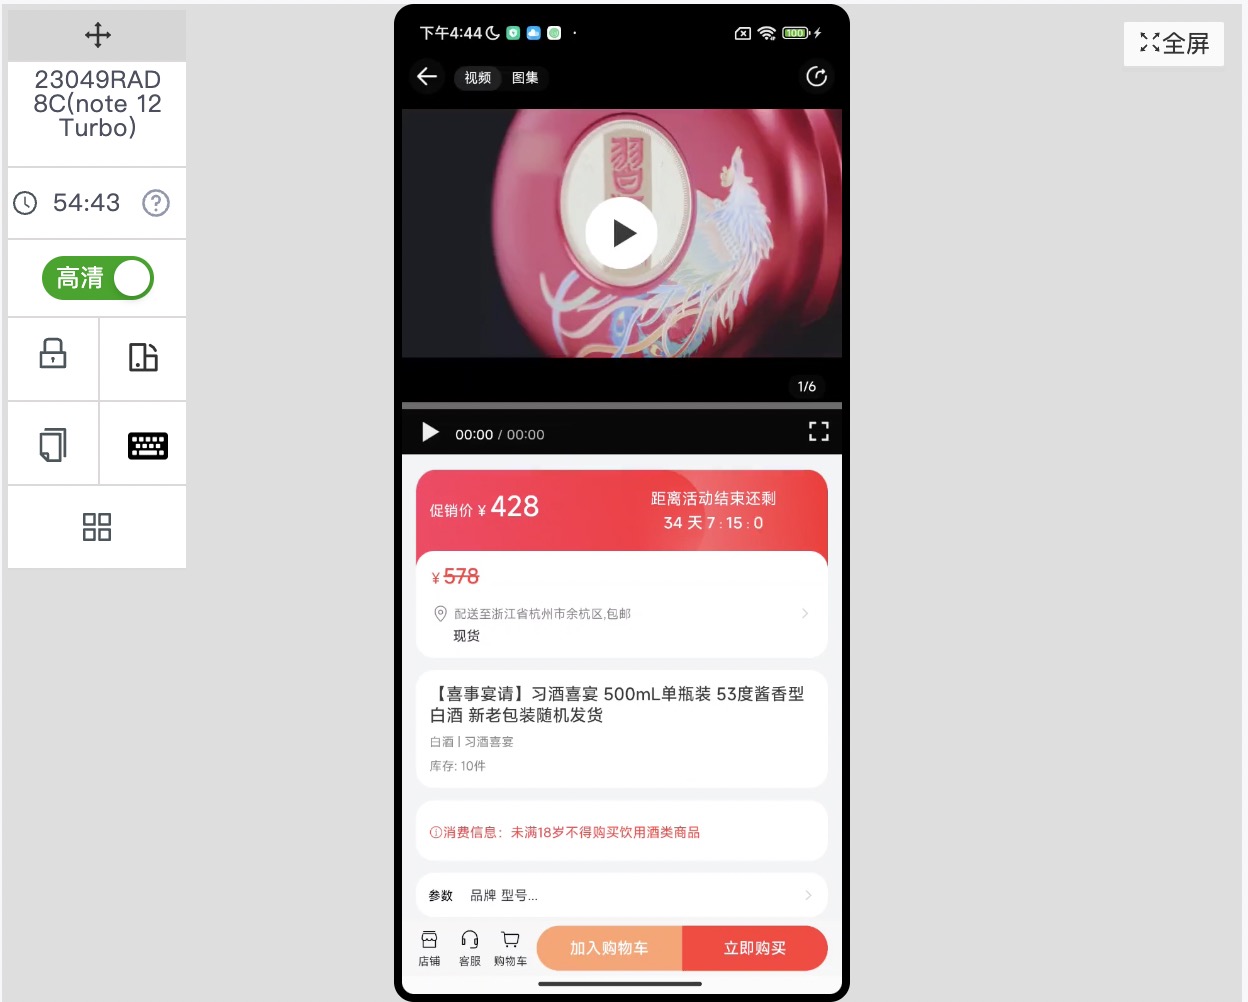 23049RAD
8C(note 12
Turbo)
54:43
高清
全屏
下午4:44
100
视频 图集
习
1/6
00:00 / 00:00
促销价 ¥ 428
距离活动结束还剩
34 天 7 : 15 : 0
¥ 578
配送至浙江省杭州市余杭区,包邮
现货
【喜事宴请】习酒喜宴 500mL单瓶装 53度酱香型
白酒 新老包装随机发货
白酒 | 习酒喜宴
库存: 10件
消费信息：未满18岁不得购买饮用酒类商品
参数 品牌 型号...
店铺 客服 购物车 加入购物车 立即购买